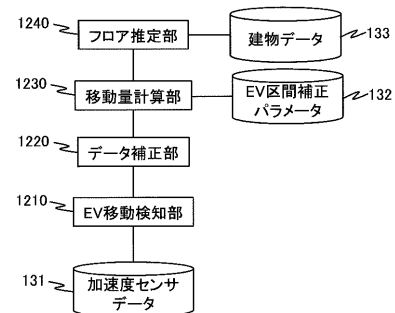 1240
フロア推定部
建物データ
133
1230
移動量計算部
EV区間補正
パラメータ
132
1220
データ補正部
1210
EV移動検知部
131
加速度センサ
データ